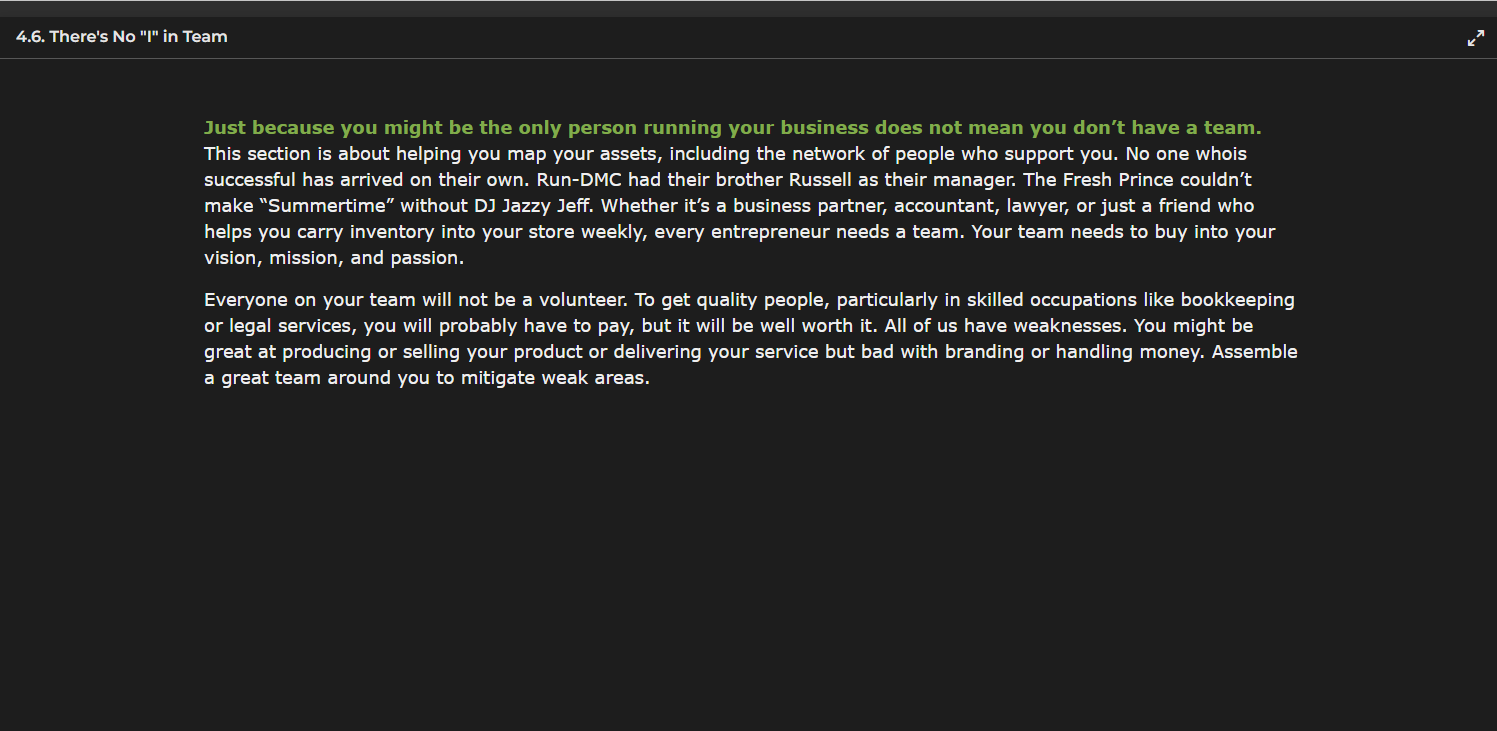 4.6. There's No "I" in Team
Just because you might be the only person running your business does not mean you don’t have a team.
This section is about helping you map your assets, including the network of people who support you. No one whois
successful has arrived on their own. Run-DMC had their brother Russell as their manager. The Fresh Prince couldn’t
make “Summertime” without DJ Jazzy Jeff. Whether it’s a business partner, accountant, lawyer, or just a friend who
helps you carry inventory into your store weekly, every entrepreneur needs a team. Your team needs to buy into your
vision, mission, and passion.
Everyone on your team will not be a volunteer. To get quality people, particularly in skilled occupations like bookkeeping
or legal services, you will probably have to pay, but it will be well worth it. All of us have weaknesses. You might be
great at producing or selling your product or delivering your service but bad with branding or handling money. Assemble
a great team around you to mitigate weak areas.